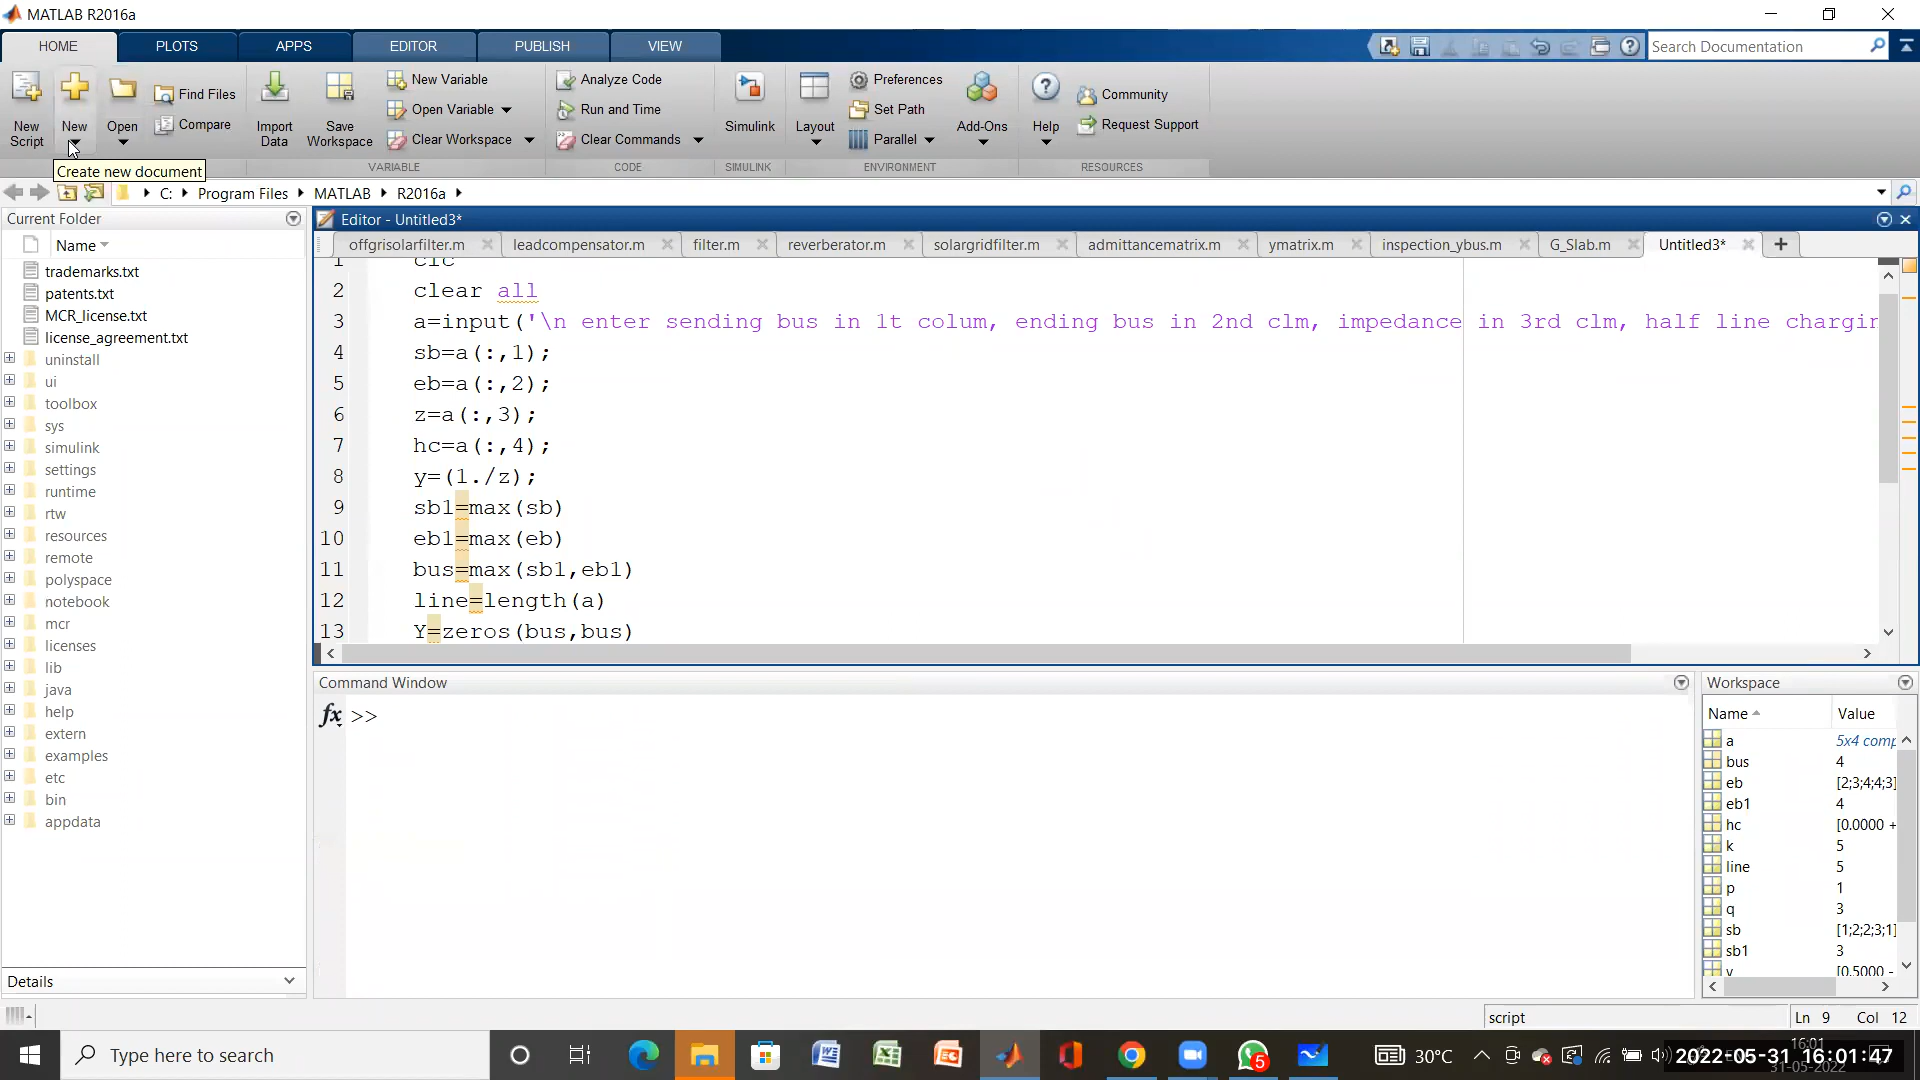 MATLAB R2016a
HOME
PLOTS
APPS
EDITOR
PUBLISH
VIEW
Search Documentation
New Script
New
Open
Find Files
Compare
Import Data
Save Workspace
New Variable
Open Variable
Clear Workspace
Analyze Code
Run and Time
Clear Commands
Simulink
Layout
Preferences
Set Path
Parallel
Add-Ons
Help
Community
Request Support
VARIABLE
CODE
SIMULINK
ENVIRONMENT
RESOURCES
Create new document
C:
Program Files
MATLAB
R2016a
Current Folder
Name
trademarks.txt
patents.txt
MCR_license.txt
license_agreement.txt
uninstall
ui
toolbox
sys
simulink
settings
runtime
rtw
resources
remote
polyspace
notebook
mcr
licenses
lib
java
help
extern
examples
etc
bin
appdata
Details
Editor - Untitled3*
offgrisolarfilter.m
leadcompensator.m
filter.m
reverberator.m
solargridfilter.m
admittancematrix.m
ymatrix.m
inspection_ybus.m
G_Slab.m
Untitled3*
1 clc
2 clear all
3 a=input('\n enter sending bus in 1t colum, ending bus in 2nd clm, impedance in 3rd clm, half line chargin
4 sb=a(:,1);
5 eb=a(:,2);
6 z=a(:,3);
7 hc=a(:,4);
8 y=(1./z);
9 sb1=max(sb)
10 eb1=max(eb)
11 bus=max(sb1,eb1)
12 line=length(a)
13 Y=zeros(bus,bus)
Command Window
fx >>
Workspace
Name Value
a 5x4 comp
bus 4
eb [2;3;4;4;3]
eb1 4
hc [0.0000 +
k 5
line 5
p 1
q 3
sb [1;2;2;3;1]
sb1 3
y [0.5000 -
script
Ln 9 Col 12
Type here to search
5
30°C
16:01
31-05-2022
2022-05-31 16:01:47